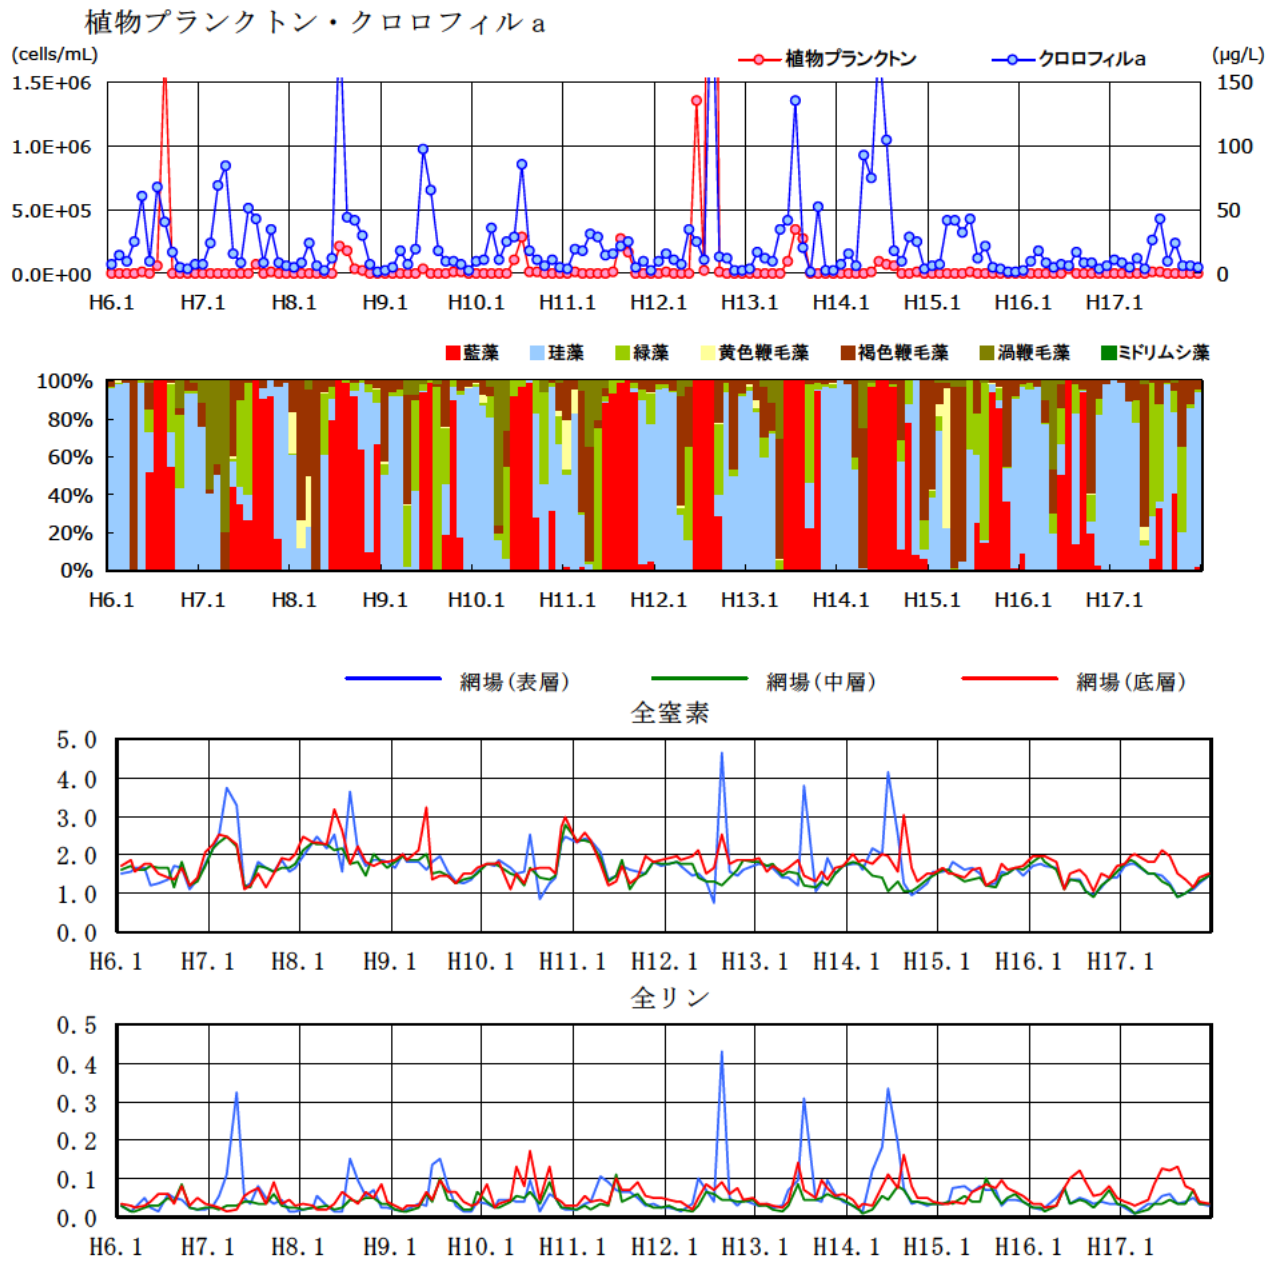 植物プランクトン・クロロフィルａ
(cells/mL) (μg/L)
植物プランクトン クロロフィルａ
1.5E+06 150
1.0E+06 100
5.0E+05 50
0.0E+00 0
H6.1 H7.1 H8.1 H9.1 H10.1 H11.1 H12.1 H13.1 H14.1 H15.1 H16.1 H17.1
藍藻 珪藻 緑藻 黄色鞭毛藻 褐色鞭毛藻 渦鞭毛藻 ミドリムシ藻
100%
80%
60%
40%
20%
0%
H6.1 H7.1 H8.1 H9.1 H10.1 H11.1 H12.1 H13.1 H14.1 H15.1 H16.1 H17.1
網場(表層) 網場(中層) 網場(底層)
全窒素
5.0
4.0
3.0
2.0
1.0
0.0
H6.1 H7.1 H8.1 H9.1 H10.1 H11.1 H12.1 H13.1 H14.1 H15.1 H16.1 H17.1
全リン
0.5
0.4
0.3
0.2
0.1
0.0
H6.1 H7.1 H8.1 H9.1 H10.1 H11.1 H12.1 H13.1 H14.1 H15.1 H16.1 H17.1